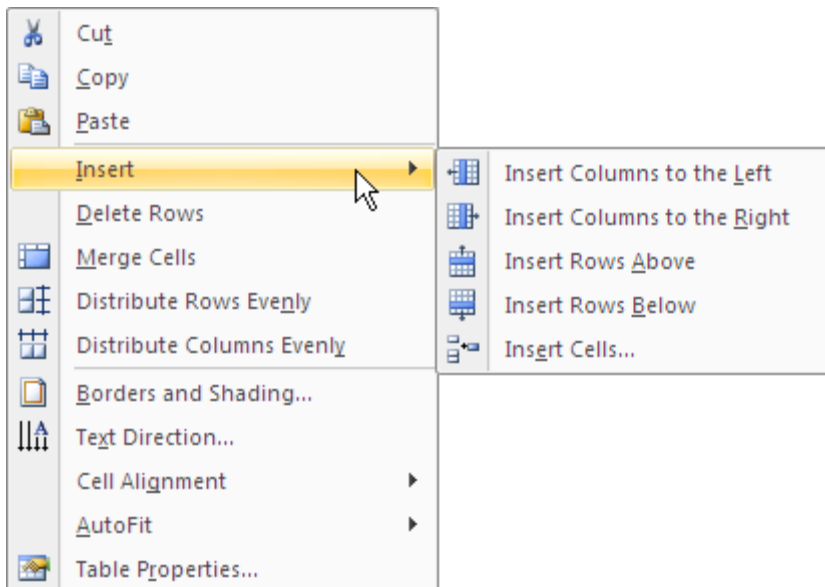 Cut
Copy
Paste
Insert
Delete Rows
Merge Cells
Distribute Rows Evenly
Distribute Columns Evenly
Borders and Shading...
Text Direction...
Cell Alignment
AutoFit
Table Properties...
Insert Columns to the Left
Insert Columns to the Right
Insert Rows Above
Insert Rows Below
Insert Cells...